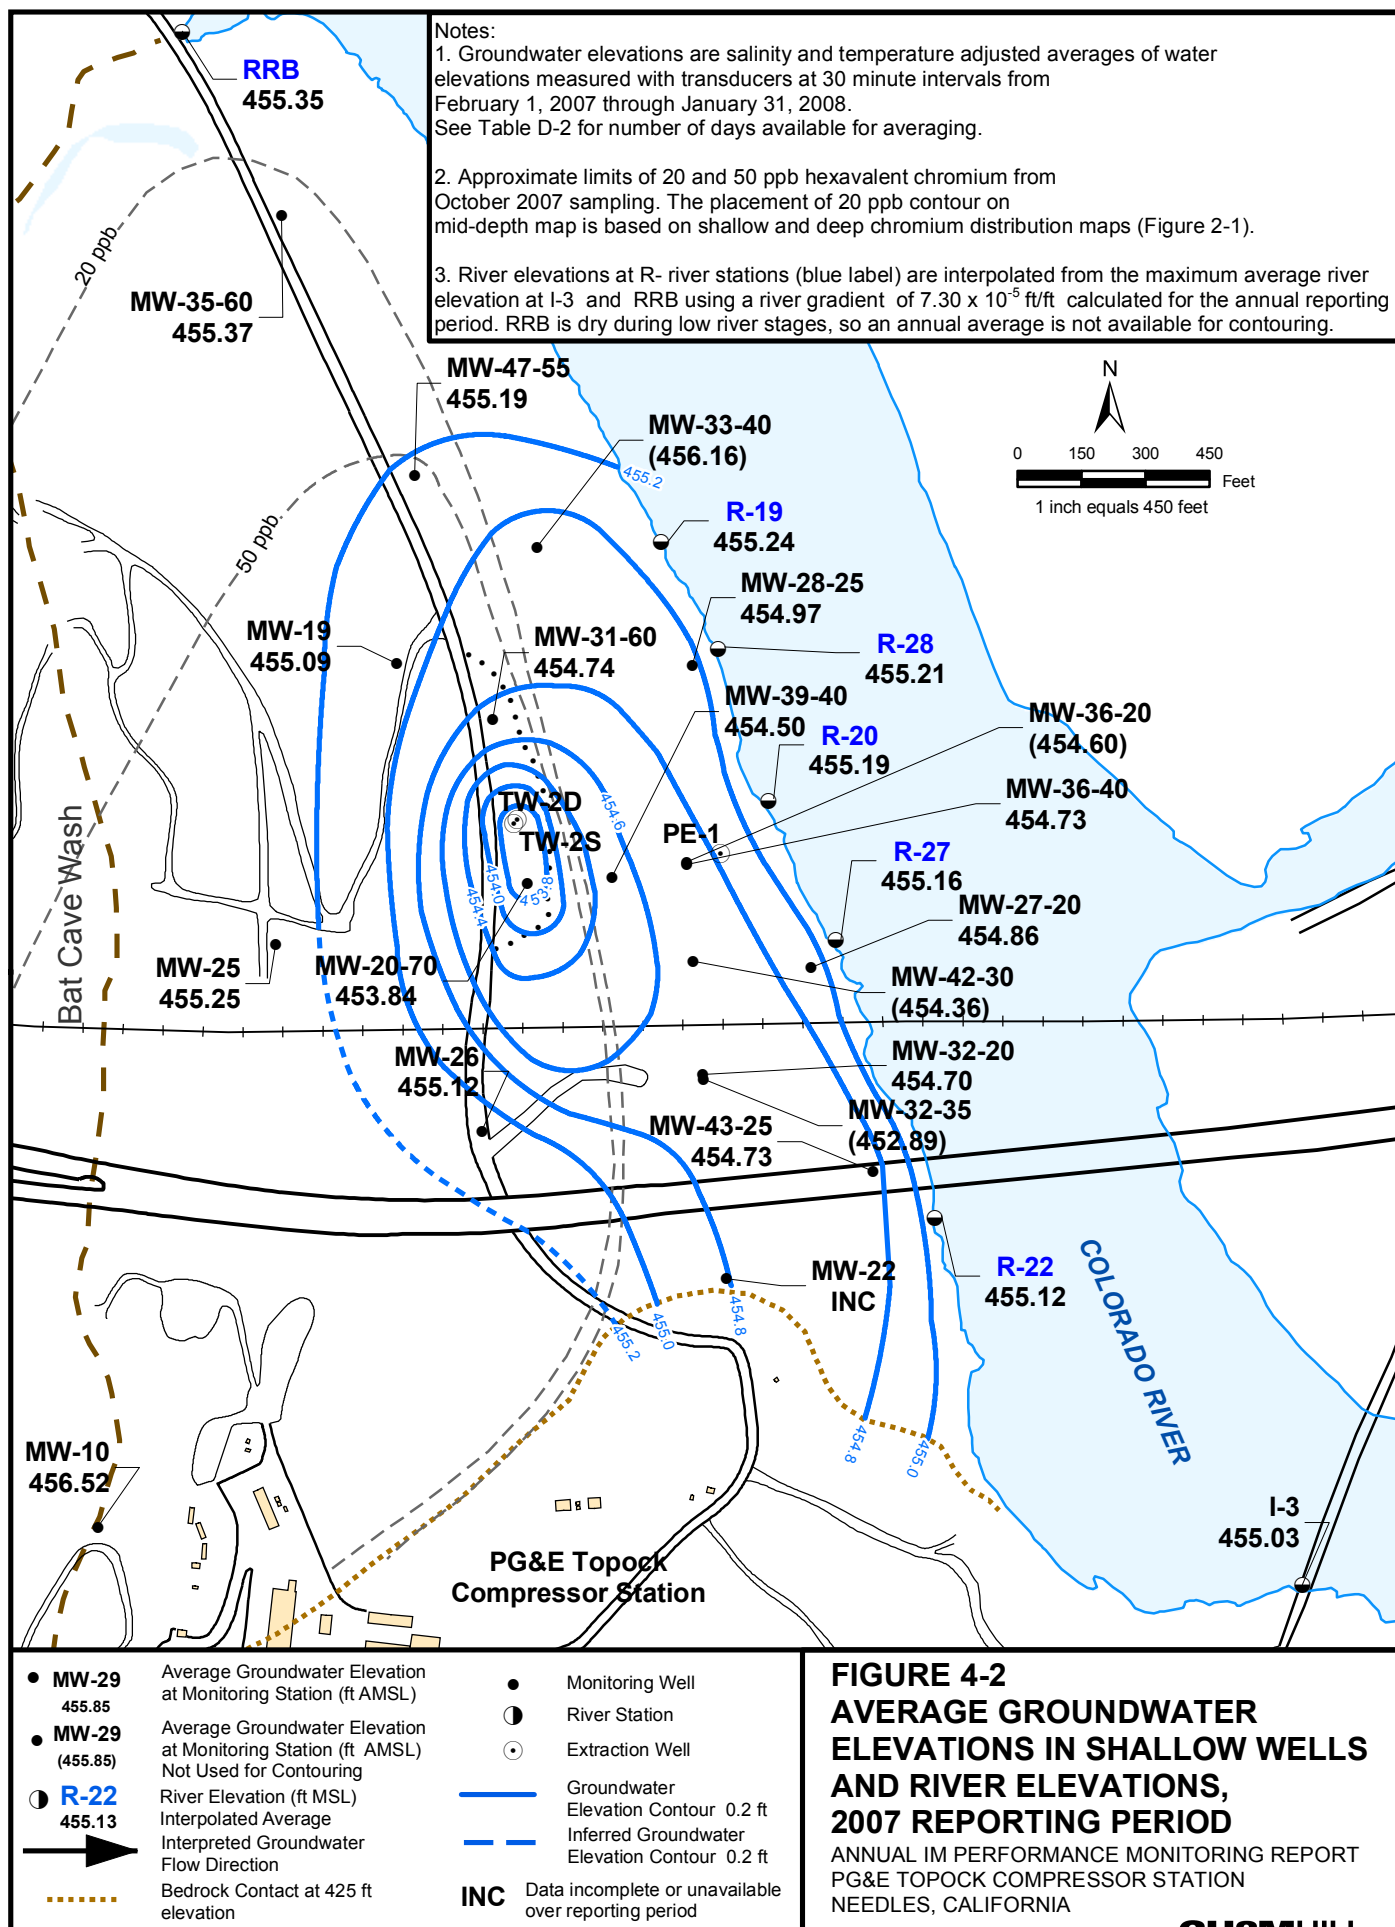 Notes:
1. Groundwater elevations are salinity and temperature adjusted averages of water
elevations measured with transducers at 30 minute intervals from
February 1, 2007 through January 31, 2008.
See Table D-2 for number of days available for averaging.
2. Approximate limits of 20 and 50 ppb hexavalent chromium from
October 2007 sampling. The placement of 20 ppb contour on
mid-depth map is based on shallow and deep chromium distribution maps (Figure 2-1).
3. River elevations at R- river stations (blue label) are interpolated from the maximum average river
elevation at I-3 and RRB using a river gradient of 7.30 x 10-5 ft/ft calculated for the annual reporting
period. RRB is dry during low river stages, so an annual average is not available for contouring.
RRB
455.35
20 ppb
MW-35-60
455.37
MW-47-55
455.19
N
MW-33-40
(456.16)
0 150 300 450
Feet
1 inch equals 450 feet
455.2
50 ppb
R-19
455.24
MW-28-25
454.97
MW-19
455.09
MW-31-60
454.74
R-28
455.21
MW-39-40
454.50
MW-36-20
(454.60)
R-20
455.19
MW-36-40
454.73
TW-2D
TW-2S
454.6
PE-1
R-27
455.16
454.4
454.0
453.8
MW-27-20
454.86
Bat Cave Wash
MW-25
455.25
MW-20-70
453.84
MW-42-30
(454.36)
MW-26
455.12
MW-32-20
454.70
MW-32-35
(452.89)
MW-43-25
454.73
MW-22
INC
R-22
455.12
COLORADO RIVER
455.2
455.0
454.8
454.8
455.0
MW-10
456.52
I-3
455.03
PG&E Topock
Compressor Station
MW-29
455.85
Average Groundwater Elevation
at Monitoring Station (ft AMSL)
MW-29
(455.85)
Average Groundwater Elevation
at Monitoring Station (ft AMSL)
Not Used for Contouring
R-22
455.13
River Elevation (ft MSL)
Interpolated Average
Interpreted Groundwater
Flow Direction
Bedrock Contact at 425 ft
elevation
Monitoring Well
River Station
Extraction Well
Groundwater
Elevation Contour 0.2 ft
Inferred Groundwater
Elevation Contour 0.2 ft
INC
Data incomplete or unavailable
over reporting period
FIGURE 4-2
AVERAGE GROUNDWATER
ELEVATIONS IN SHALLOW WELLS
AND RIVER ELEVATIONS,
2007 REPORTING PERIOD
ANNUAL IM PERFORMANCE MONITORING REPORT
PG&E TOPOCK COMPRESSOR STATION
NEEDLES, CALIFORNIA